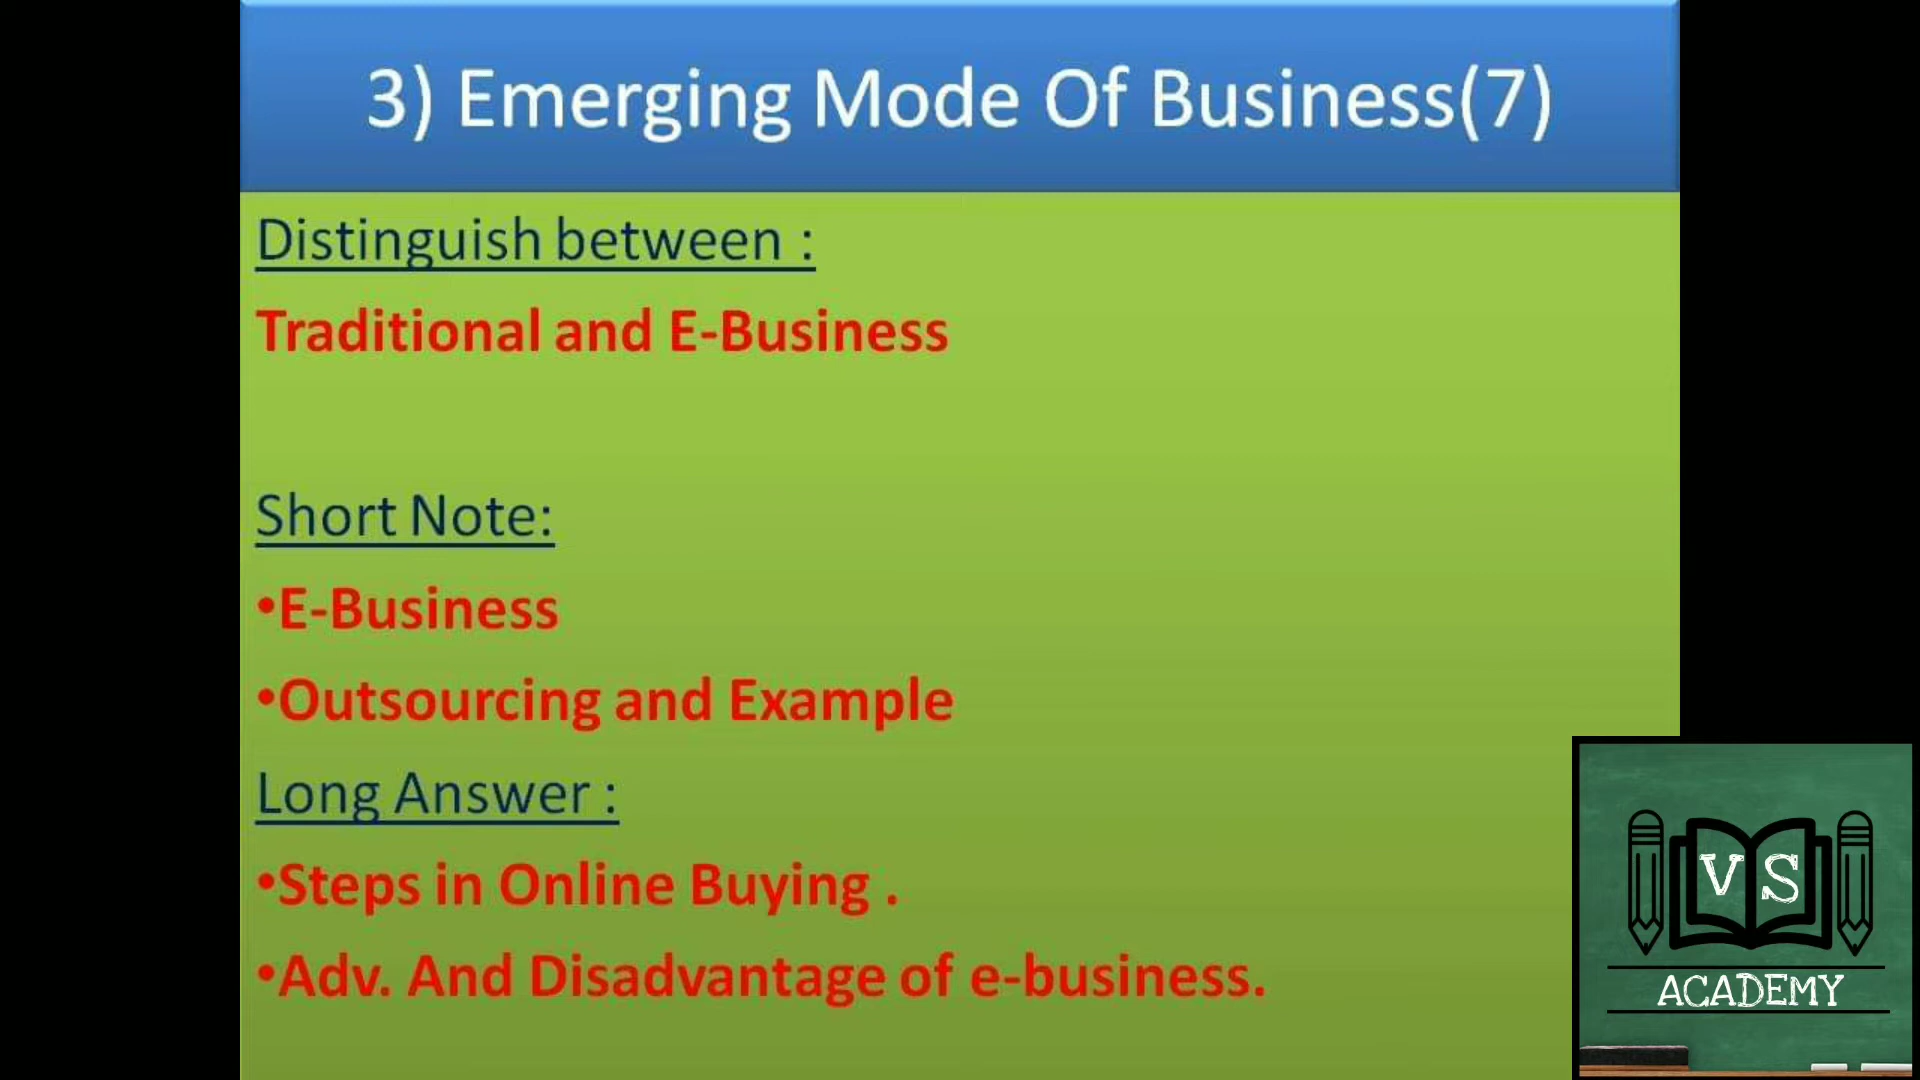 3) Emerging Mode Of Business(7)
Distinguish between :
Traditional and E-Business
Short Note:
•E-Business
•Outsourcing and Example
Long Answer :
•Steps in Online Buying .
•Adv. And Disadvantage of e-business.
VS
ACADEMY